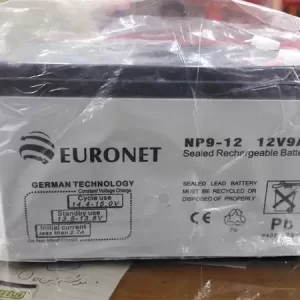 EURONET
NP9-12 12V9A
Sealed Rechargeable Batte
GERMAN TECHNOLOGY
Constant Voltage Charge
Cycle use
14.4-15.0V
Standby use
13.5-13.8V
Initial current
less than 2.7A
SEALED LEAD BATTERY
MUST BE RECYCLED OR
DISPOSED OF PROPERLY
Pb